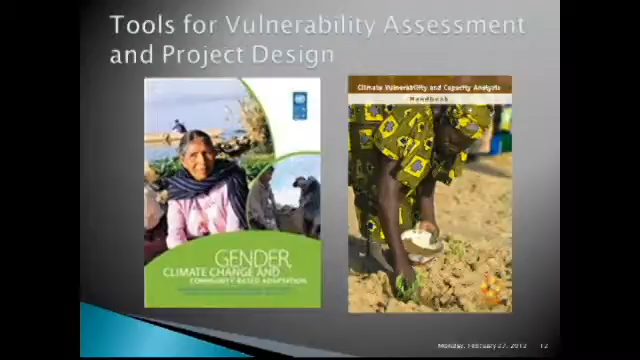 Tools for Vulnerability Assessment
and Project Design
Climate Vulnerability and Capacity Analysis
Handbook
GENDER,
CLIMATE CHANGE AND
COMMUNITY-BASED ADAPTATION
Monday, February 27, 2012